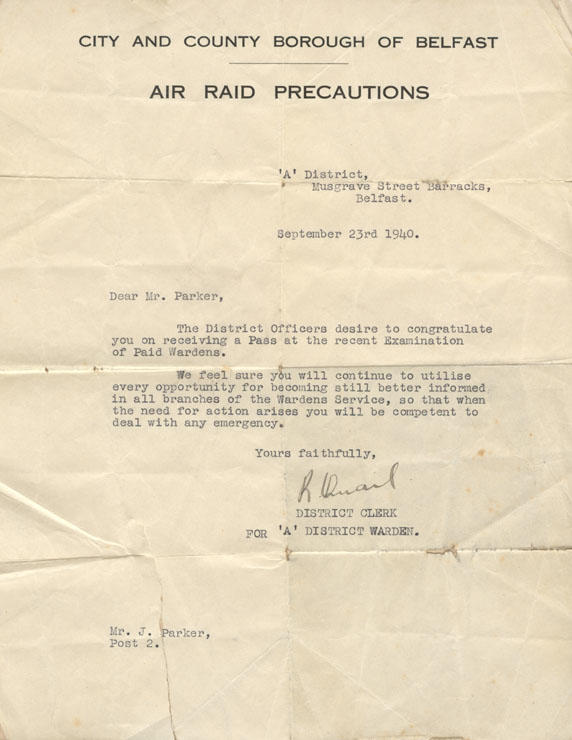 CITY AND COUNTY BOROUGH OF BELFAST
AIR RAID PRECAUTIONS
'A' District,
Musgrave Street Barracks,
Belfast.
September 23rd 1940.
Dear Mr. Parker,
The District Officers desire to congratulate
you on receiving a Pass at the recent Examination
of Paid Wardens.
We feel sure you will continue to utilise
every opportunity for becoming still better informed
in all branches of the Wardens Service, so that when
the need for action arises you will be competent to
deal with any emergency.
Yours faithfully,
DISTRICT CLERK
FOR 'A' DISTRICT WARDEN.
Mr. J. Parker,
Post 2.